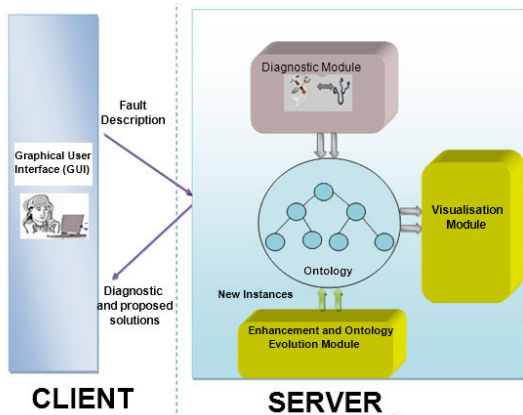 Fault
Description
Graphical User
Interface (GUI)
Diagnostic
and proposed
solutions
CLIENT
Diagnostic Module
Ontology
Visualisation
Module
New Instances
Enhancement and Ontology
Evolution Module
SERVER